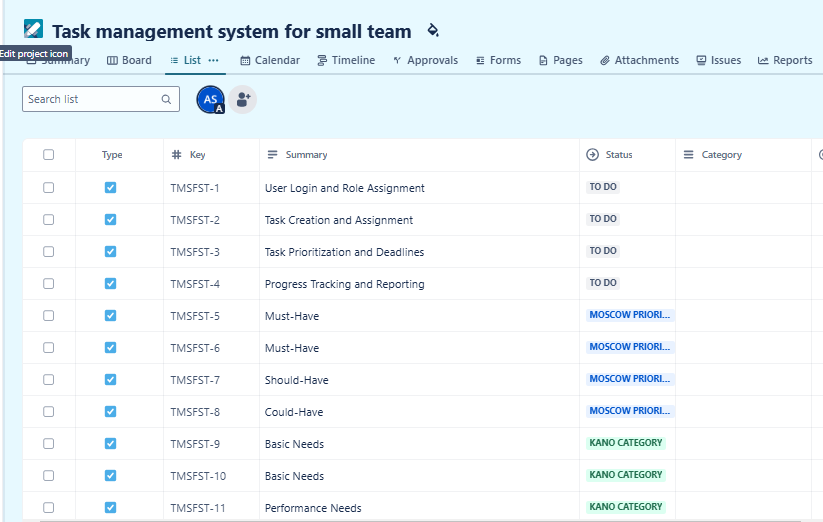 Task management system for small team
Edit project icon
Summary Board List ··· Calendar Timeline Approvals Forms Pages Attachments Issues Reports
Search list AS A
Type # Key Summary Status Category
TMSFST-1 User Login and Role Assignment TO DO
TMSFST-2 Task Creation and Assignment TO DO
TMSFST-3 Task Prioritization and Deadlines TO DO
TMSFST-4 Progress Tracking and Reporting TO DO
TMSFST-5 Must-Have MOSCOW PRIORI...
TMSFST-6 Must-Have MOSCOW PRIORI...
TMSFST-7 Should-Have MOSCOW PRIORI...
TMSFST-8 Could-Have MOSCOW PRIORI...
TMSFST-9 Basic Needs KANO CATEGORY
TMSFST-10 Basic Needs KANO CATEGORY
TMSFST-11 Performance Needs KANO CATEGORY